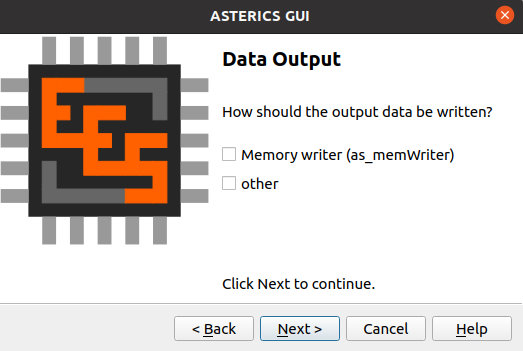 ASTERICS GUI
Data Output
How should the output data be written?
Memory writer (as_memWriter)
other
Click Next to continue.
< Back
Next >
Cancel
Help